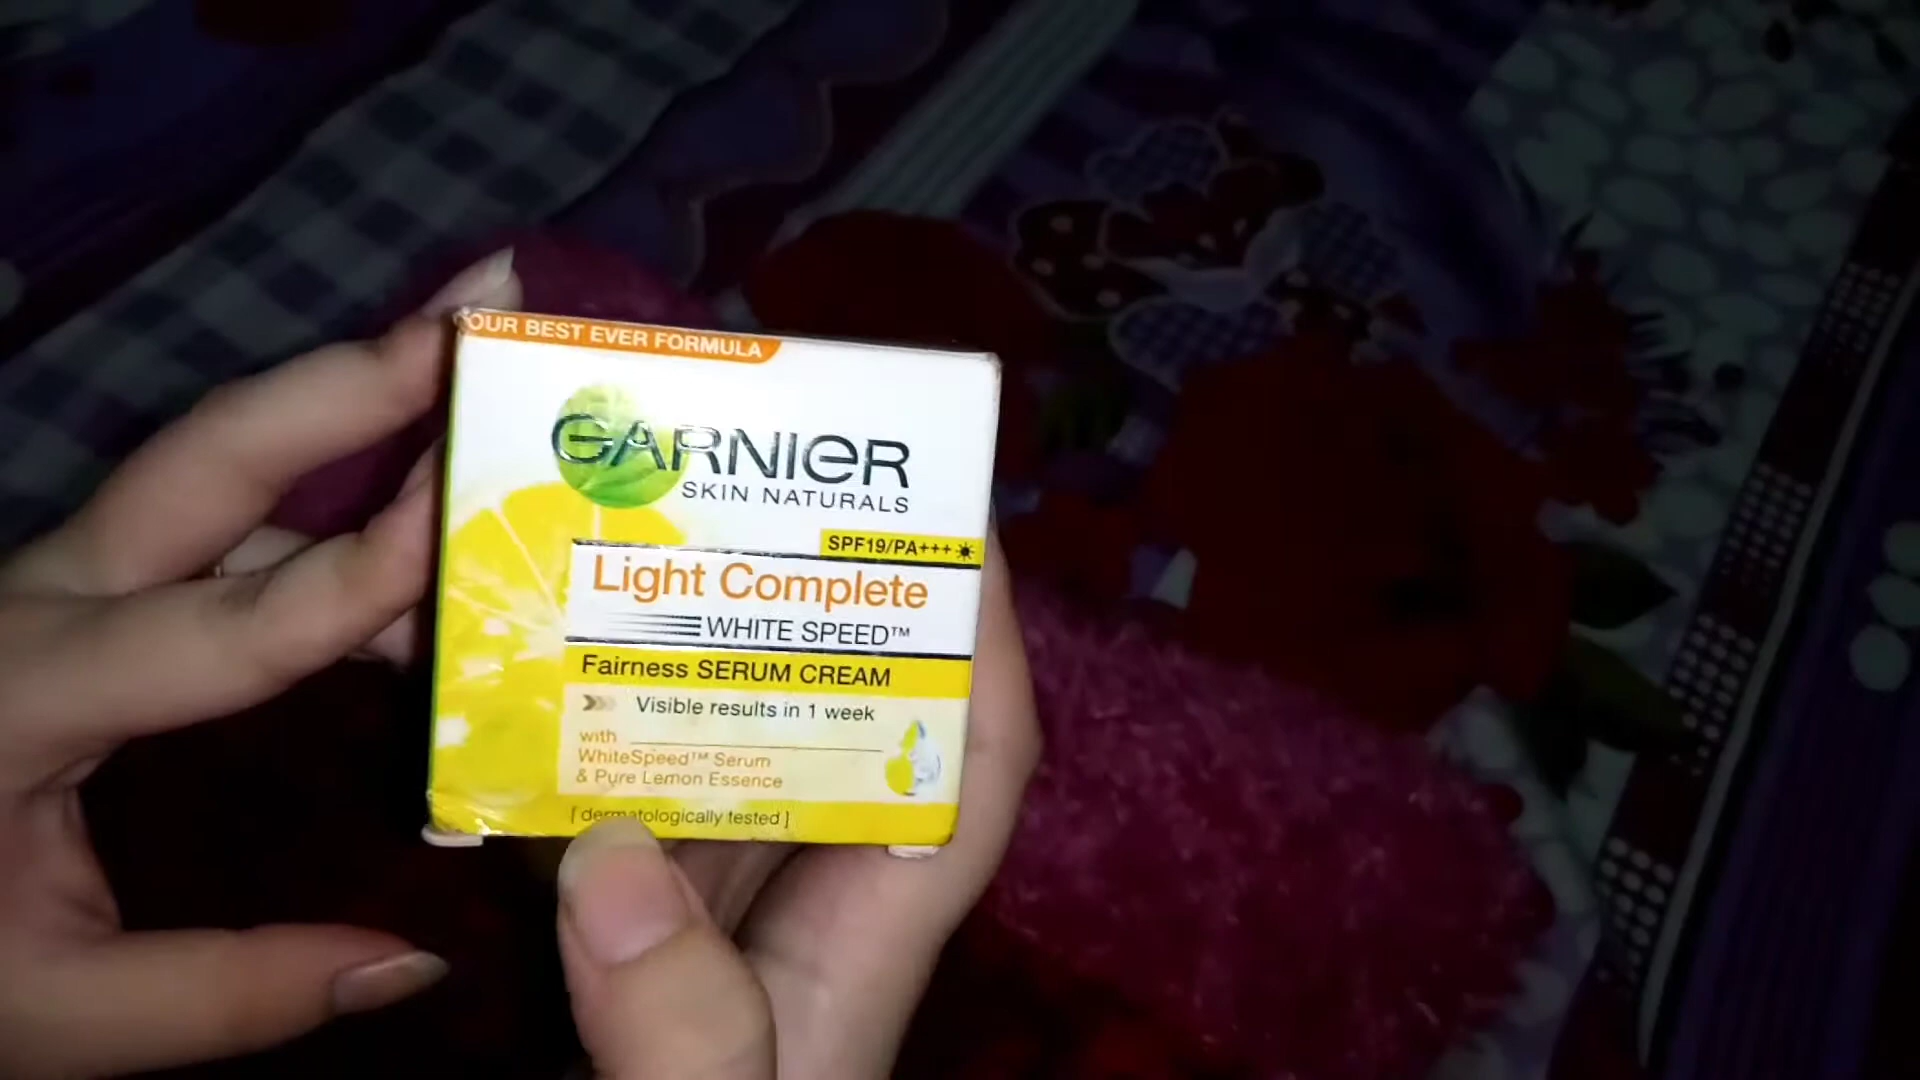 OUR BEST EVER FORMULA
GARNIER
SKIN NATURALS
SPF19/PA+++
Light Complete
WHITE SPEED™
Fairness SERUM CREAM
Visible results in 1 week
with
WhiteSpeed™ Serum
& Pure Lemon Essence
[ dermatologically tested ]